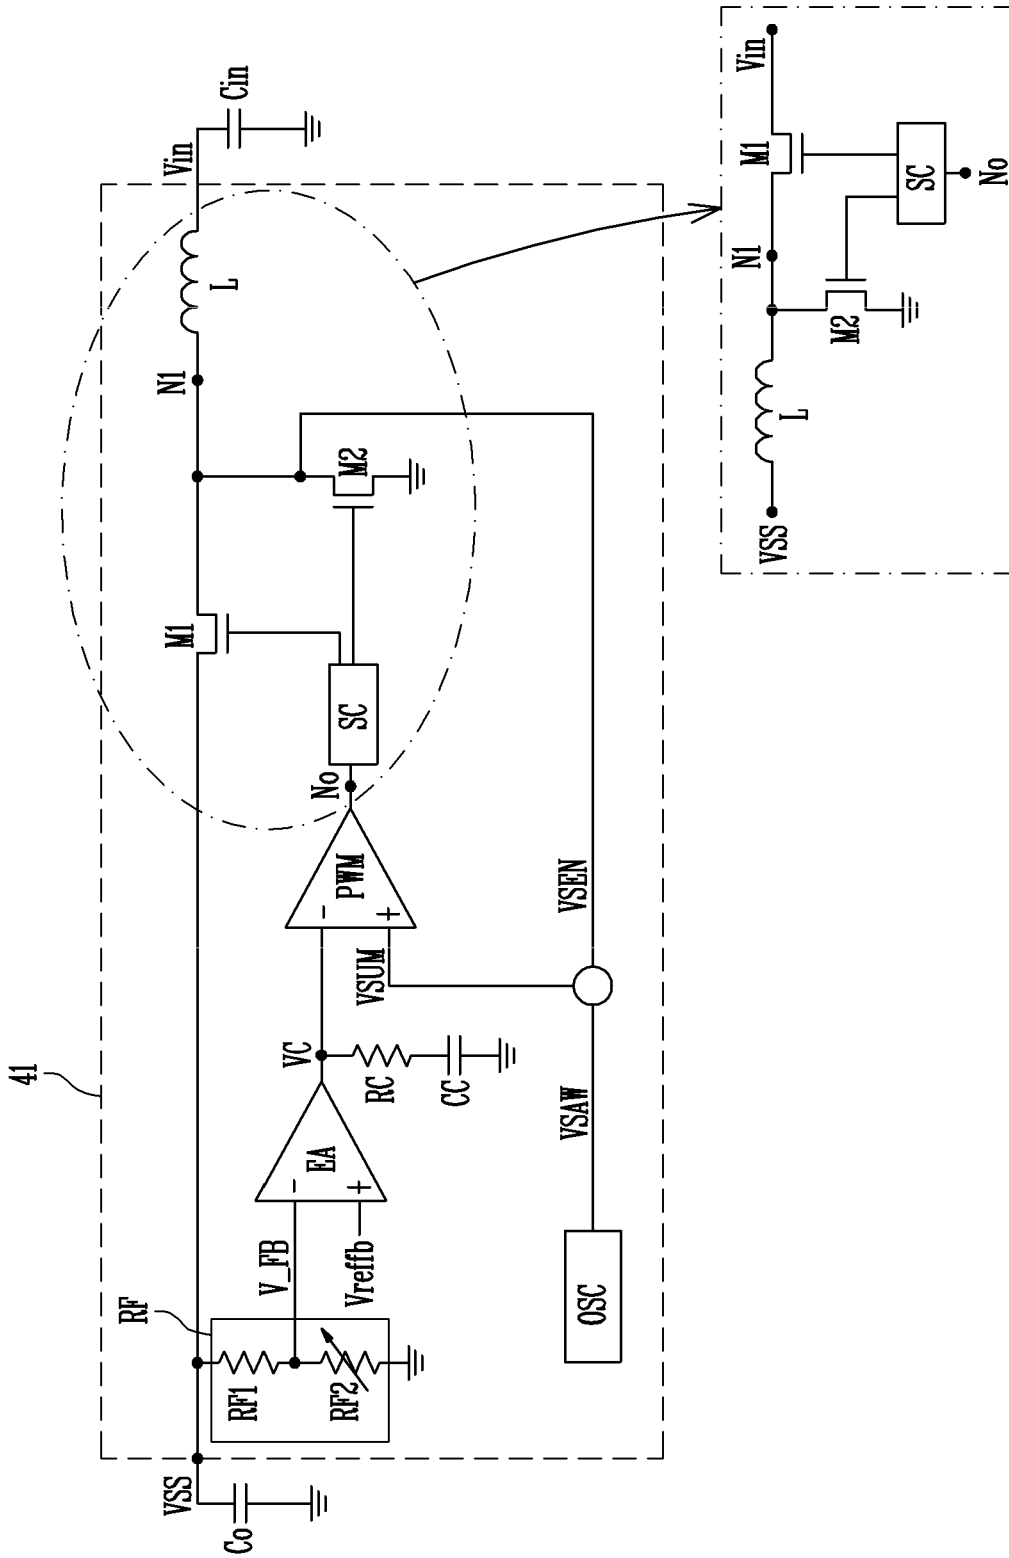 41
VSS
Co
RF
RF1
RF2
V_FB
Vreffb
-
+
EA
VC
RC
CC
VSUM
-
+
PWM
No
SC
M1
M2
N1
L
Vin
Cin
OSC
VSAW
VSEN
VSS
L
N1
M2
M1
Vin
SC
No